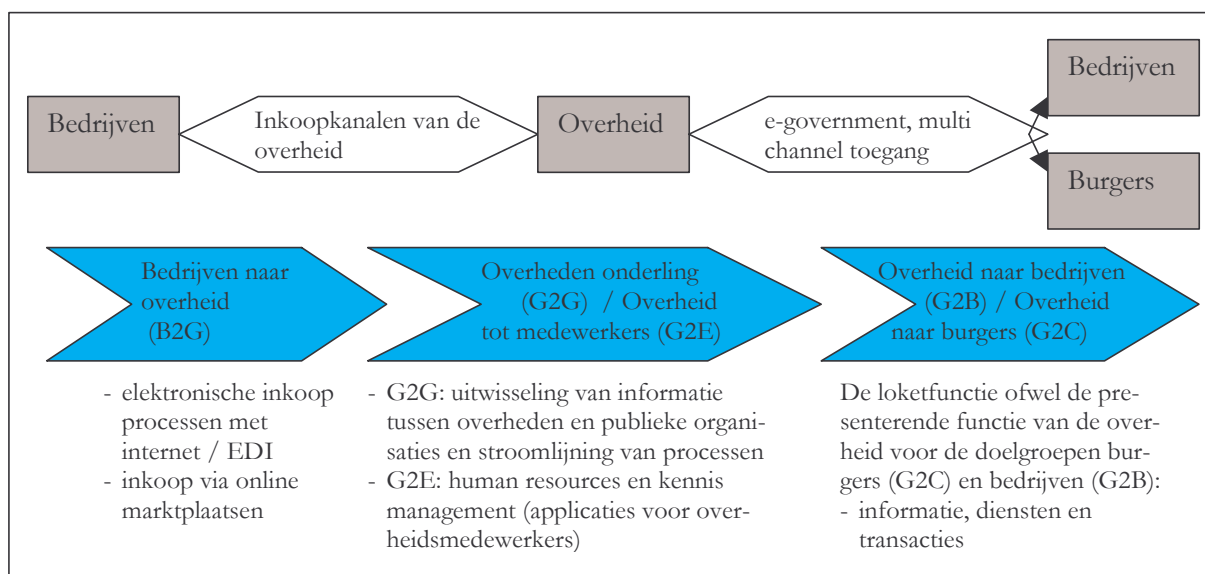 Bedrijven
Inkoopkanalen van de
overheid
Overheid
e-government, multi
channel toegang
Bedrijven
Burgers
Bedrijven naar
overheid
(B2G)
Overheden onderling
(G2G) / Overheid
tot medewerkers (G2E)
Overheid naar bedrijven
(G2B) / Overheid
naar burgers (G2C)
- elektronische inkoop
processen met
internet / EDI
- inkoop via online
marktplaatsen
- G2G: uitwisseling van informatie
tussen overheden en publieke organi-
saties en stroomlijning van processen
- G2E: human resources en kennis
management (applicaties voor over-
heidsmedewerkers)
De loketfunctie ofwel de pre-
senterende functie van de over-
heid voor de doelgroepen bur-
gers (G2C) en bedrijven (G2B):
- informatie, diensten en
transacties